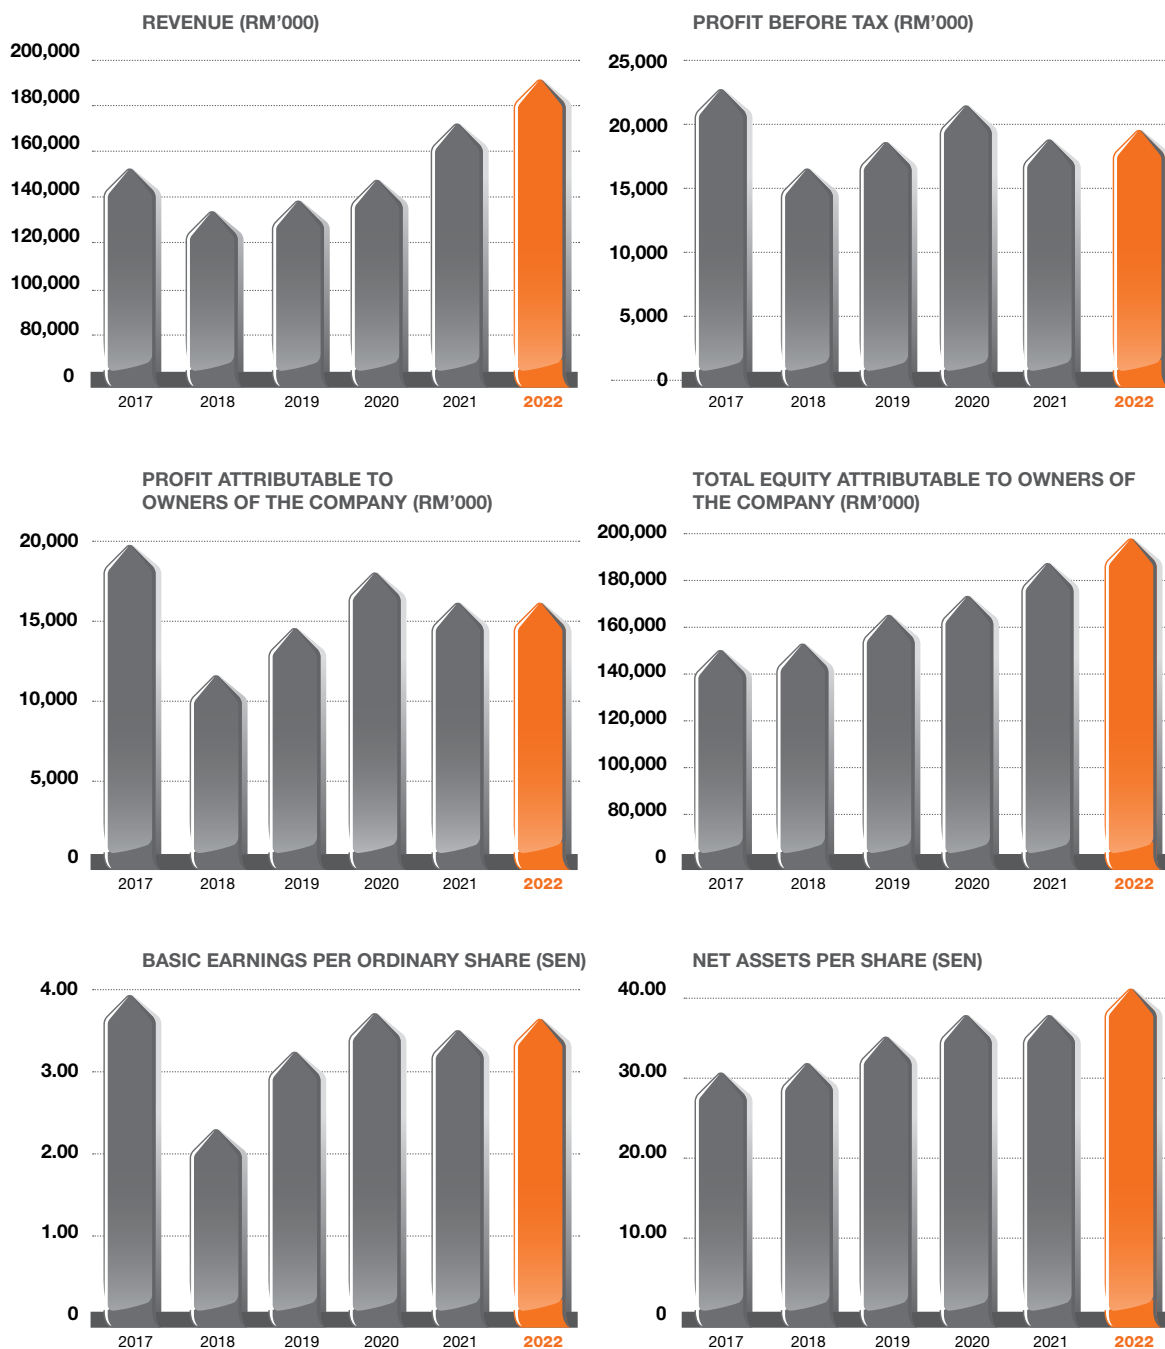 REVENUE (RM’000)
200,000
180,000
160,000
140,000
120,000
100,000
80,000
0
2017 2018 2019 2020 2021 2022
PROFIT BEFORE TAX (RM’000)
25,000
20,000
15,000
10,000
5,000
0
2017 2018 2019 2020 2021 2022
PROFIT ATTRIBUTABLE TO
OWNERS OF THE COMPANY (RM’000)
20,000
15,000
10,000
5,000
0
2017 2018 2019 2020 2021 2022
TOTAL EQUITY ATTRIBUTABLE TO OWNERS OF
THE COMPANY (RM’000)
200,000
180,000
160,000
140,000
120,000
100,000
80,000
0
2017 2018 2019 2020 2021 2022
BASIC EARNINGS PER ORDINARY SHARE (SEN)
4.00
3.00
2.00
1.00
0
2017 2018 2019 2020 2021 2022
NET ASSETS PER SHARE (SEN)
40.00
30.00
20.00
10.00
0
2017 2018 2019 2020 2021 2022